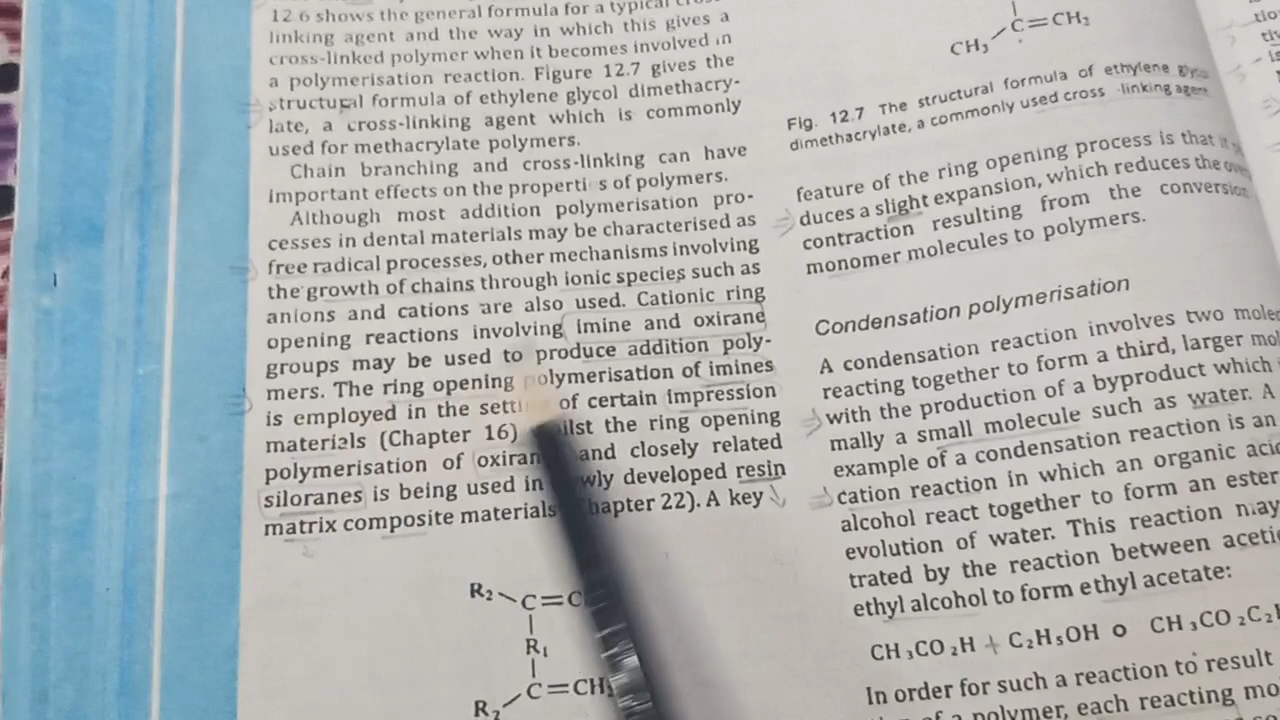 12.6 shows the general formula for a typical
linking agent and the way in which this gives a
cross-linked polymer when it becomes involved in
a polymerisation reaction. Figure 12.7 gives the
structural formula of ethylene glycol dimethacry-
late, a cross-linking agent which is commonly
used for methacrylate polymers.
Chain branching and cross-linking can have
important effects on the properti s of polymers.
Although most addition polymerisation pro-
cesses in dental materials may be characterised as
free radical processes, other mechanisms involving
the growth of chains through ionic species such as
anions and cations are also used. Cationic ring
opening reactions involving imine and oxirane
groups may be used to produce addition poly-
mers. The ring opening polymerisation of imines
is employed in the of certain impression
materials (Chapter 16) the ring opening
polymerisation of and closely related
siloranes is being used in developed resin
matrix composite materials 22). A key
R₂ C=C
R₁
C=CH
R₂
C=CH₂
CH₃
Fig. 12.7 The structural formula of ethylene
dimethacrylate, a commonly used cross-linking agent
feature of the ring opening process is that
duces a slight expansion, which reduces the
contraction resulting from the conversion
monomer molecules to polymers.
Condensation polymerisation
A condensation reaction involves two
reacting together to form a third, larger
with the production of a byproduct which
mally a small molecule such as water. A
example of a condensation reaction is an
cation reaction in which an organic
alcohol react together to form an ester
evolution of water. This reaction may
trated by the reaction between
ethyl alcohol to form ethyl acetate:
CH₃CO₂H + C₂H₅OH o CH₃CO₂C₂
In order for such a reaction to result
of a polymer, each reacting